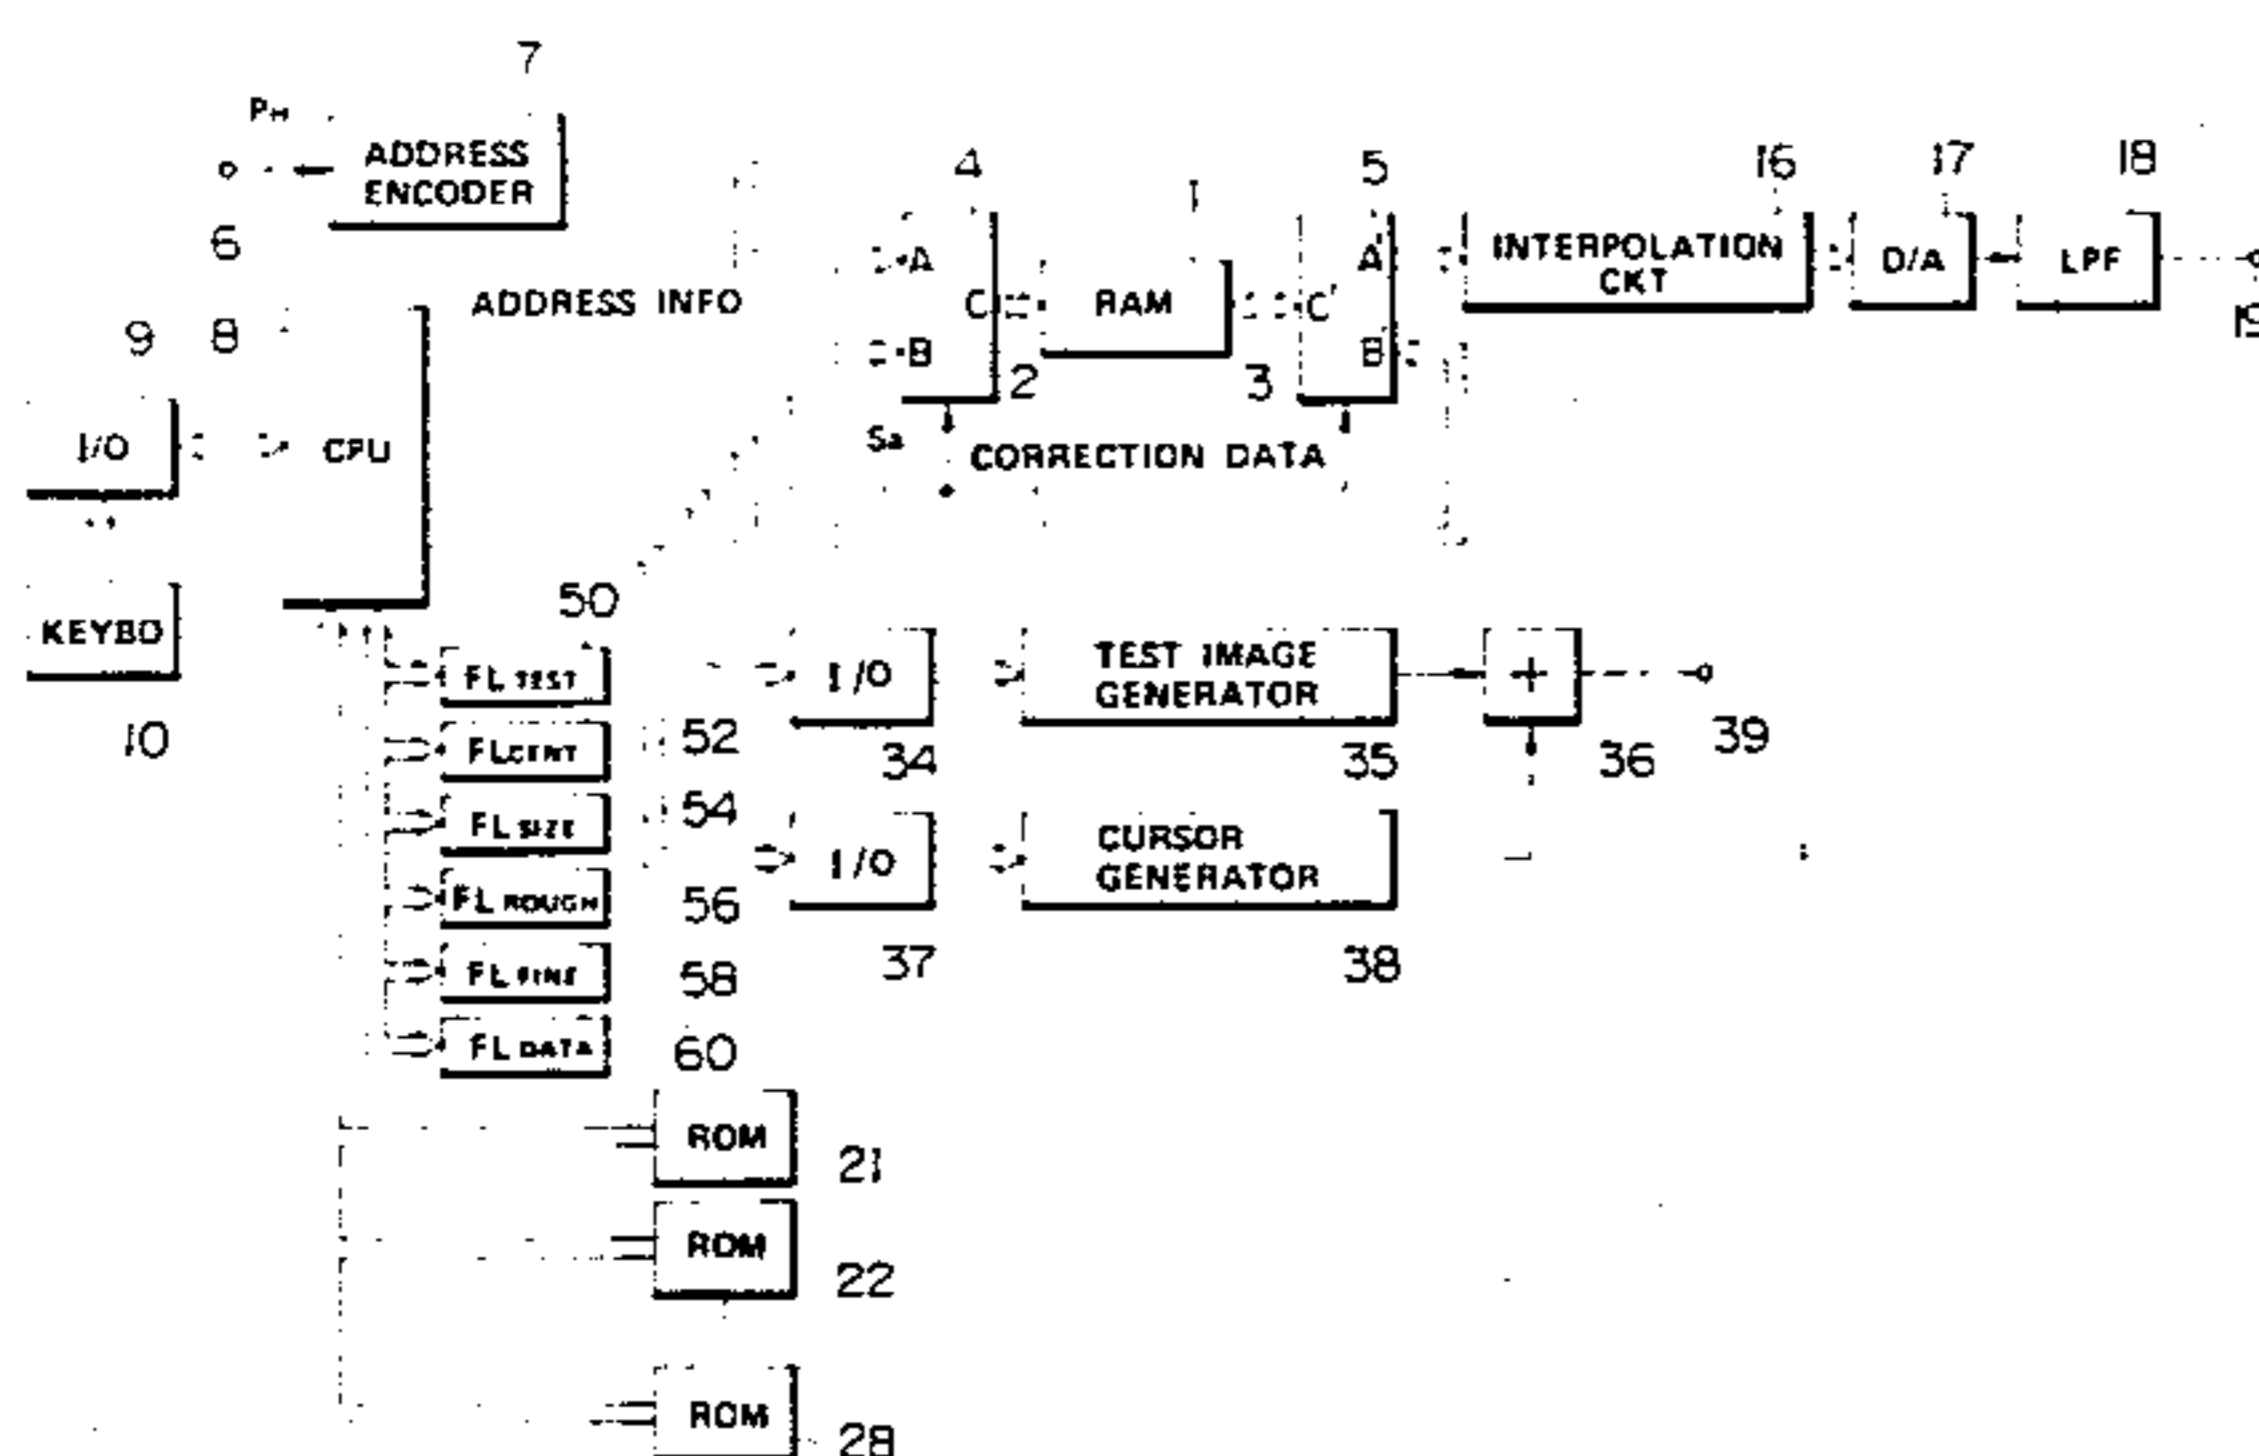 7
PH
ADDRESS
ENCODER
6
4
1
5
16
17
18
A
A'
INTERPOLATION
CKT
D/A
LPF
ADDRESS INFO
C
RAM
C'
9
8
B
B'
19
2
3
I/O
CPU
Sa
CORRECTION DATA
50
KEYBD
FL TEST
I/O
TEST IMAGE
GENERATOR
+
10
FL CENT
52
34
35
36
39
FL SIZE
54
I/O
CURSOR
GENERATOR
FL ROUGH
56
37
38
FL FINE
58
FL DATA
60
ROM
21
ROM
22
ROM
28